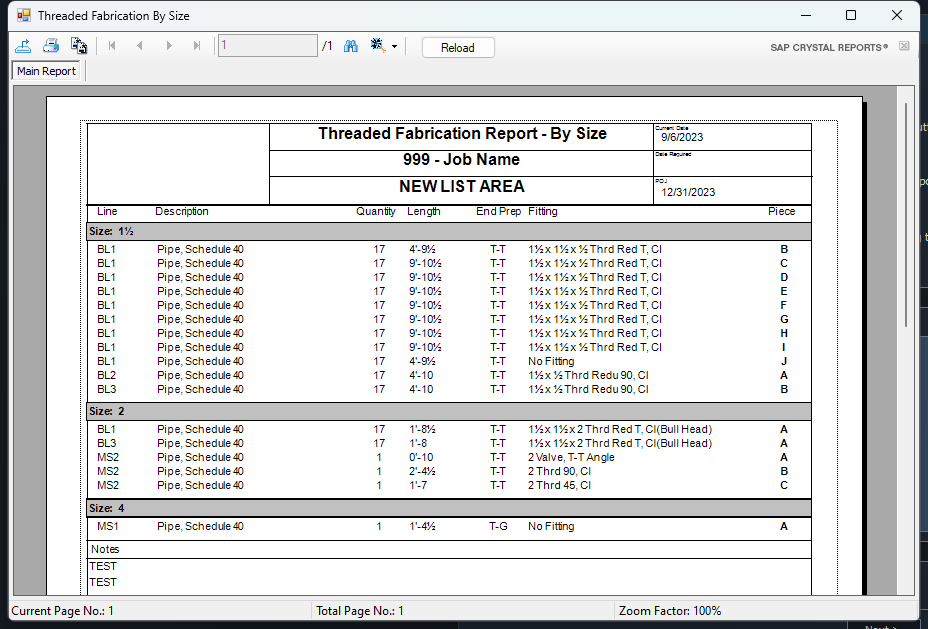 Threaded Fabrication By Size
1 /1 Reload SAP CRYSTAL REPORTS®
Main Report
Threaded Fabrication Report - By Size
Current Date
9/6/2023
999 - Job Name
Date Required
NEW LIST AREA
12/31/2023
Line Description Quantity Length End Prep Fitting Piece
Size: 1½
BL1 Pipe, Schedule 40 17 4'-9½ T-T 1½ x 1½ x ½ Thrd Red T, CI B
BL1 Pipe, Schedule 40 17 9'-10½ T-T 1½ x 1½ x ½ Thrd Red T, CI C
BL1 Pipe, Schedule 40 17 9'-10½ T-T 1½ x 1½ x ½ Thrd Red T, CI D
BL1 Pipe, Schedule 40 17 9'-10½ T-T 1½ x 1½ x ½ Thrd Red T, CI E
BL1 Pipe, Schedule 40 17 9'-10½ T-T 1½ x 1½ x ½ Thrd Red T, CI F
BL1 Pipe, Schedule 40 17 9'-10½ T-T 1½ x 1½ x ½ Thrd Red T, CI G
BL1 Pipe, Schedule 40 17 9'-10½ T-T 1½ x 1½ x ½ Thrd Red T, CI H
BL1 Pipe, Schedule 40 17 9'-10½ T-T 1½ x 1½ x ½ Thrd Red T, CI I
BL1 Pipe, Schedule 40 17 4'-9½ T-T No Fitting J
BL2 Pipe, Schedule 40 17 4'-10 T-T 1½ x ½ Thrd Redu 90, CI A
BL3 Pipe, Schedule 40 17 4'-10 T-T 1½ x ½ Thrd Redu 90, CI B
Size: 2
BL1 Pipe, Schedule 40 17 1'-8½ T-T 1½ x 1½ x 2 Thrd Red T, CI(Bull Head) A
BL3 Pipe, Schedule 40 17 1'-8 T-T 1½ x 1½ x 2 Thrd Red T, CI(Bull Head) A
MS2 Pipe, Schedule 40 1 0'-10 T-T 2 Valve, T-T Angle A
MS2 Pipe, Schedule 40 1 2'-4½ T-T 2 Thrd 90, CI B
MS2 Pipe, Schedule 40 1 1'-7 T-T 2 Thrd 45, CI C
Size: 4
MS1 Pipe, Schedule 40 1 1'-4½ T-G No Fitting A
Notes
TEST
TEST
Current Page No.: 1 Total Page No.: 1 Zoom Factor: 100%